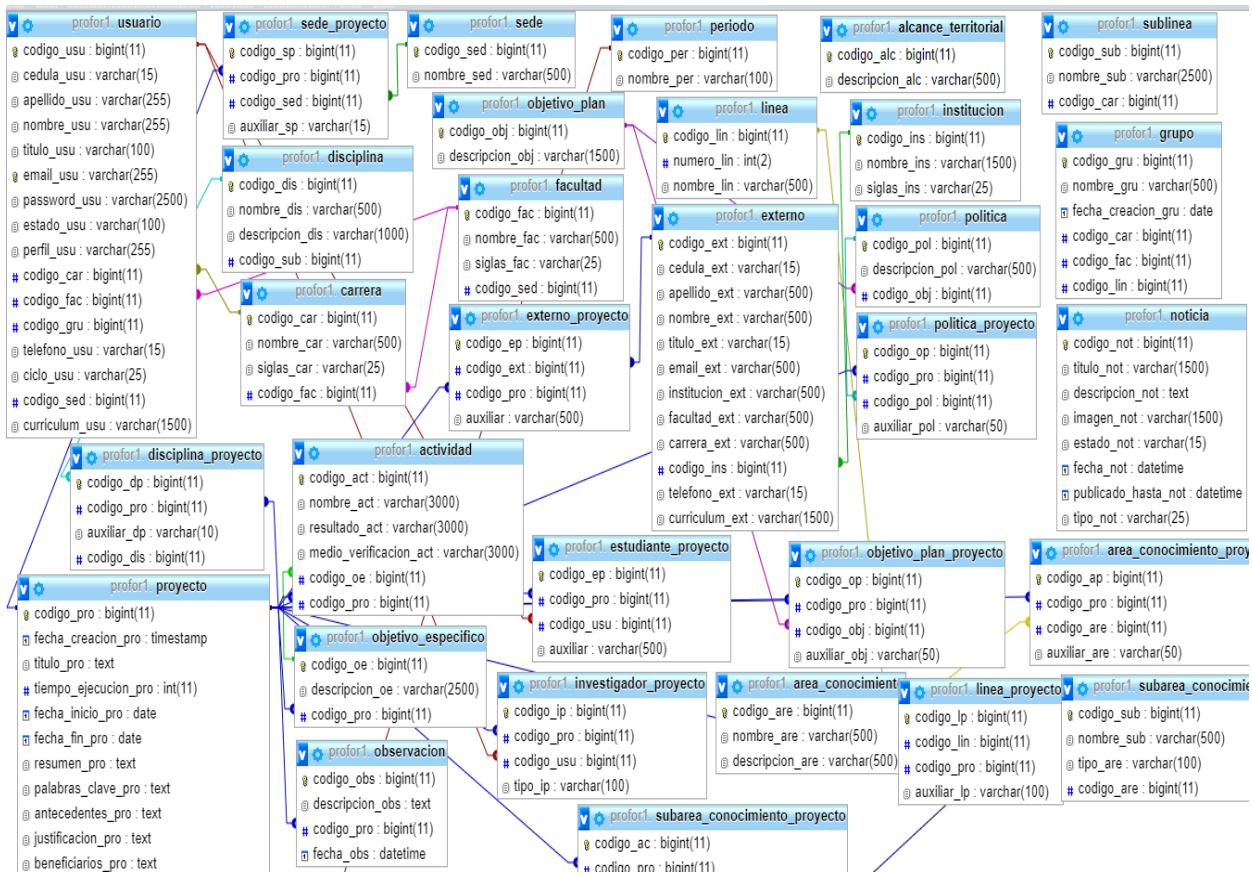 profor1. usuario
codigo_usu : bigint(11)
cedula_usu : varchar(15)
apellido_usu : varchar(255)
nombre_usu : varchar(255)
titulo_usu : varchar(100)
email_usu : varchar(255)
password_usu : varchar(2500)
estado_usu : varchar(100)
perfil_usu : varchar(255)
codigo_car : bigint(11)
codigo_fac : bigint(11)
codigo_gru : bigint(11)
telefono_usu : varchar(15)
ciclo_usu : varchar(25)
codigo_sed : bigint(11)
curriculum_usu : varchar(1500)
profor1. sede_proyecto
codigo_sp : bigint(11)
codigo_pro : bigint(11)
codigo_sed : bigint(11)
auxiliar_sp : varchar(15)
profor1. sede
codigo_sed : bigint(11)
nombre_sed : varchar(500)
profor1. periodo
codigo_per : bigint(11)
nombre_per : varchar(100)
profor1. alcance_territorial
codigo_alc : bigint(11)
descripcion_alc : varchar(500)
profor1. sublinea
codigo_sub : bigint(11)
nombre_sub : varchar(2500)
codigo_car : bigint(11)
profor1. objetivo_plan
codigo_obj : bigint(11)
descripcion_obj : varchar(1500)
profor1. linea
codigo_lin : bigint(11)
numero_lin : int(2)
nombre_lin : varchar(500)
profor1. institucion
codigo_ins : bigint(11)
nombre_ins : varchar(1500)
siglas_ins : varchar(25)
profor1. grupo
codigo_gru : bigint(11)
nombre_gru : varchar(500)
fecha_creacion_gru : date
codigo_car : bigint(11)
codigo_fac : bigint(11)
codigo_lin : bigint(11)
profor1. disciplina
codigo_dis : bigint(11)
nombre_dis : varchar(500)
descripcion_dis : varchar(1000)
codigo_sub : bigint(11)
profor1. facultad
codigo_fac : bigint(11)
nombre_fac : varchar(500)
siglas_fac : varchar(25)
codigo_sed : bigint(11)
profor1. externo
codigo_ext : bigint(11)
cedula_ext : varchar(15)
apellido_ext : varchar(500)
nombre_ext : varchar(500)
titulo_ext : varchar(15)
email_ext : varchar(500)
institucion_ext : varchar(500)
facultad_ext : varchar(500)
carrera_ext : varchar(500)
codigo_ins : bigint(11)
telefono_ext : varchar(15)
curriculum_ext : varchar(1500)
profor1. politica
codigo_pol : bigint(11)
descripcion_pol : varchar(500)
codigo_obj : bigint(11)
profor1. carrera
codigo_car : bigint(11)
nombre_car : varchar(500)
siglas_car : varchar(25)
codigo_fac : bigint(11)
profor1. externo_proyecto
codigo_ep : bigint(11)
codigo_ext : bigint(11)
codigo_pro : bigint(11)
auxiliar : varchar(500)
profor1. politica_proyecto
codigo_op : bigint(11)
codigo_pro : bigint(11)
codigo_pol : bigint(11)
auxiliar_pol : varchar(50)
profor1. noticia
codigo_not : bigint(11)
titulo_not : varchar(1500)
descripcion_not : text
imagen_not : varchar(1500)
estado_not : varchar(15)
fecha_not : datetime
publicado_hasta_not : datetime
tipo_not : varchar(25)
profor1. disciplina_proyecto
codigo_dp : bigint(11)
codigo_pro : bigint(11)
auxiliar_dp : varchar(10)
codigo_dis : bigint(11)
profor1. actividad
codigo_act : bigint(11)
nombre_act : varchar(3000)
resultado_act : varchar(3000)
medio_verificacion_act : varchar(3000)
codigo_oe : bigint(11)
codigo_pro : bigint(11)
profor1. estudiante_proyecto
codigo_ep : bigint(11)
codigo_pro : bigint(11)
codigo_usu : bigint(11)
auxiliar : varchar(500)
profor1. objetivo_plan_proyecto
codigo_op : bigint(11)
codigo_pro : bigint(11)
codigo_obj : bigint(11)
auxiliar_obj : varchar(50)
profor1. area_conocimiento_proy
codigo_ap : bigint(11)
codigo_pro : bigint(11)
codigo_are : bigint(11)
auxiliar_are : varchar(50)
profor1. proyecto
codigo_pro : bigint(11)
fecha_creacion_pro : timestamp
titulo_pro : text
tiempo_ejecucion_pro : int(11)
fecha_inicio_pro : date
fecha_fin_pro : date
resumen_pro : text
palabras_clave_pro : text
antecedentes_pro : text
justificacion_pro : text
beneficiarios_pro : text
profor1. objetivo_especifico
codigo_oe : bigint(11)
descripcion_oe : varchar(2500)
codigo_pro : bigint(11)
profor1. investigador_proyecto
codigo_ip : bigint(11)
codigo_pro : bigint(11)
codigo_usu : bigint(11)
tipo_ip : varchar(100)
profor1. area_conocimient
codigo_are : bigint(11)
nombre_are : varchar(500)
descripcion_are : varchar(500)
profor1. linea_proyecto
codigo_lp : bigint(11)
codigo_lin : bigint(11)
codigo_pro : bigint(11)
auxiliar_lp : varchar(100)
profor1. subarea_conocimie
codigo_sub : bigint(11)
nombre_sub : varchar(500)
tipo_are : varchar(100)
codigo_are : bigint(11)
profor1. observacion
codigo_obs : bigint(11)
descripcion_obs : text
codigo_pro : bigint(11)
fecha_obs : datetime
profor1. subarea_conocimiento_proyecto
codigo_ac : bigint(11)
codigo_pro : bigint(11)